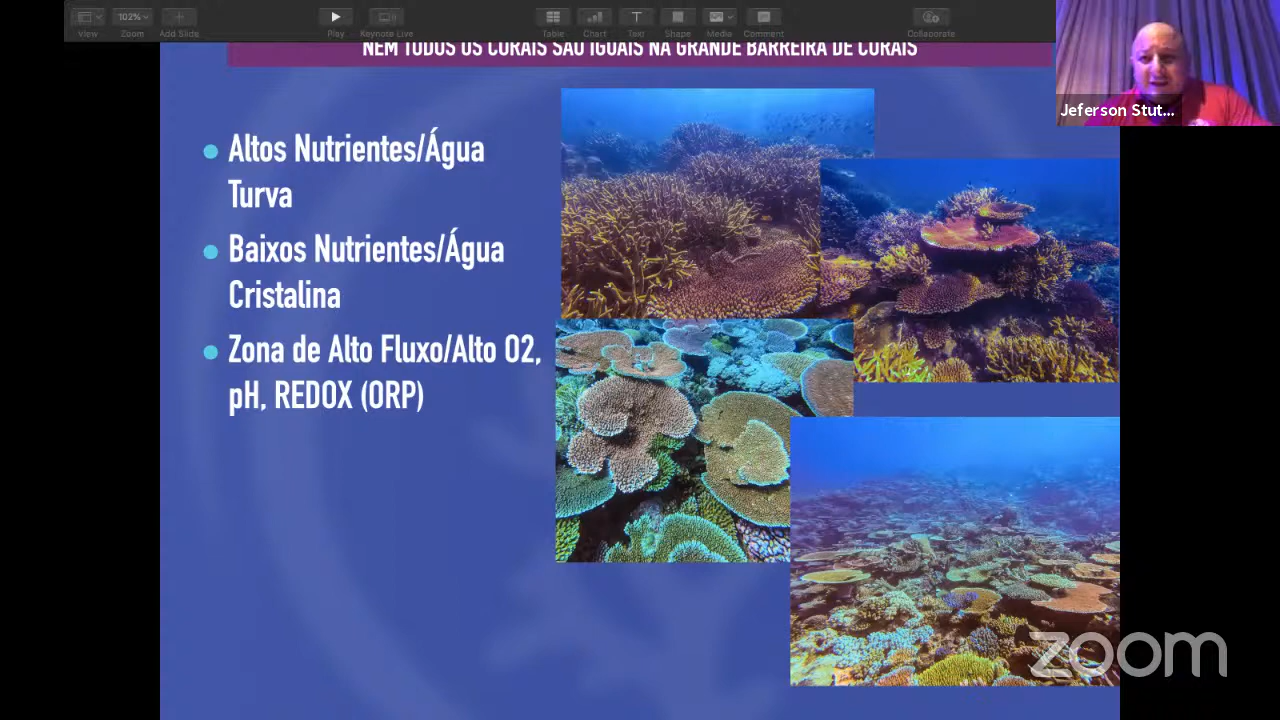 102%
View
Zoom
Add Slide
Play
Keynote Live
Table
Chart
Text
Shape
Media
Comment
Collaborate
NEM TODOS OS CORAIS SÃO IGUAIS NA GRANDE BARREIRA DE CORAIS
Jeferson Stut...
Altos Nutrientes/Água
Turva
Baixos Nutrientes/Água
Cristalina
Zona de Alto Fluxo/Alto O2,
pH, REDOX (ORP)
zoom